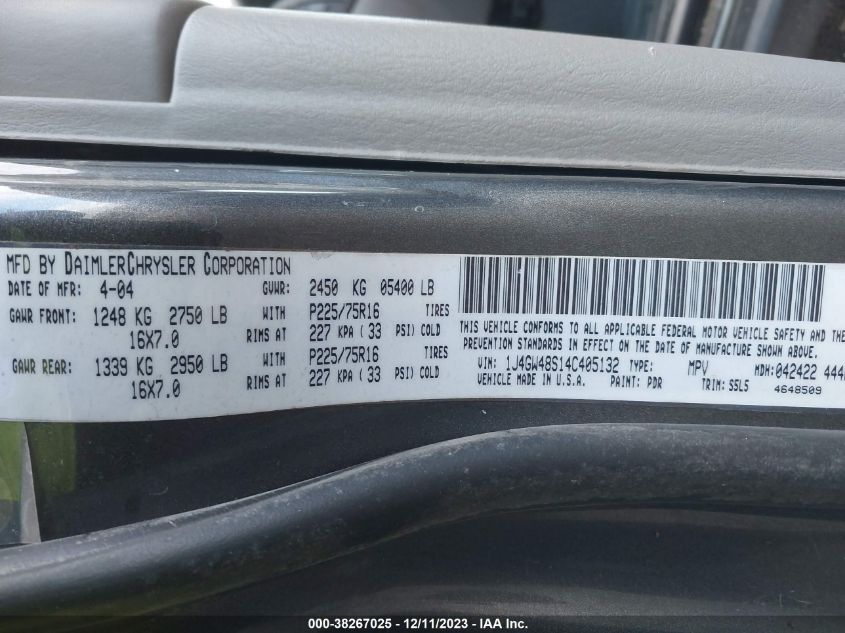 MFD BY DAIMLERCHRYSLER CORPORATION
DATE OF MFR: 4-04 GVWR: 2450 KG 05400 LB
GAWR FRONT: 1248 KG 2750 LB WITH P225/75R16 TIRES
16X7.0 RIMS AT 227 KPA ( 33 PSI) COLD
GAWR REAR: 1339 KG 2950 LB WITH P225/75R16 TIRES
16X7.0 RIMS AT 227 KPA ( 33 PSI) COLD
THIS VEHICLE CONFORMS TO ALL APPLICABLE FEDERAL MOTOR VEHICLE SAFETY AND
PREVENTION STANDARDS IN EFFECT ON THE DATE OF MANUFACTURE SHOWN ABOVE.
VIN: 1J4GW48S14C405132 TYPE: MPV MDH: 042422
VEHICLE MADE IN U.S.A. PAINT: PDR TRIM: S5L5 4648509
000-38267025 - 12/11/2023 - IAAI.com